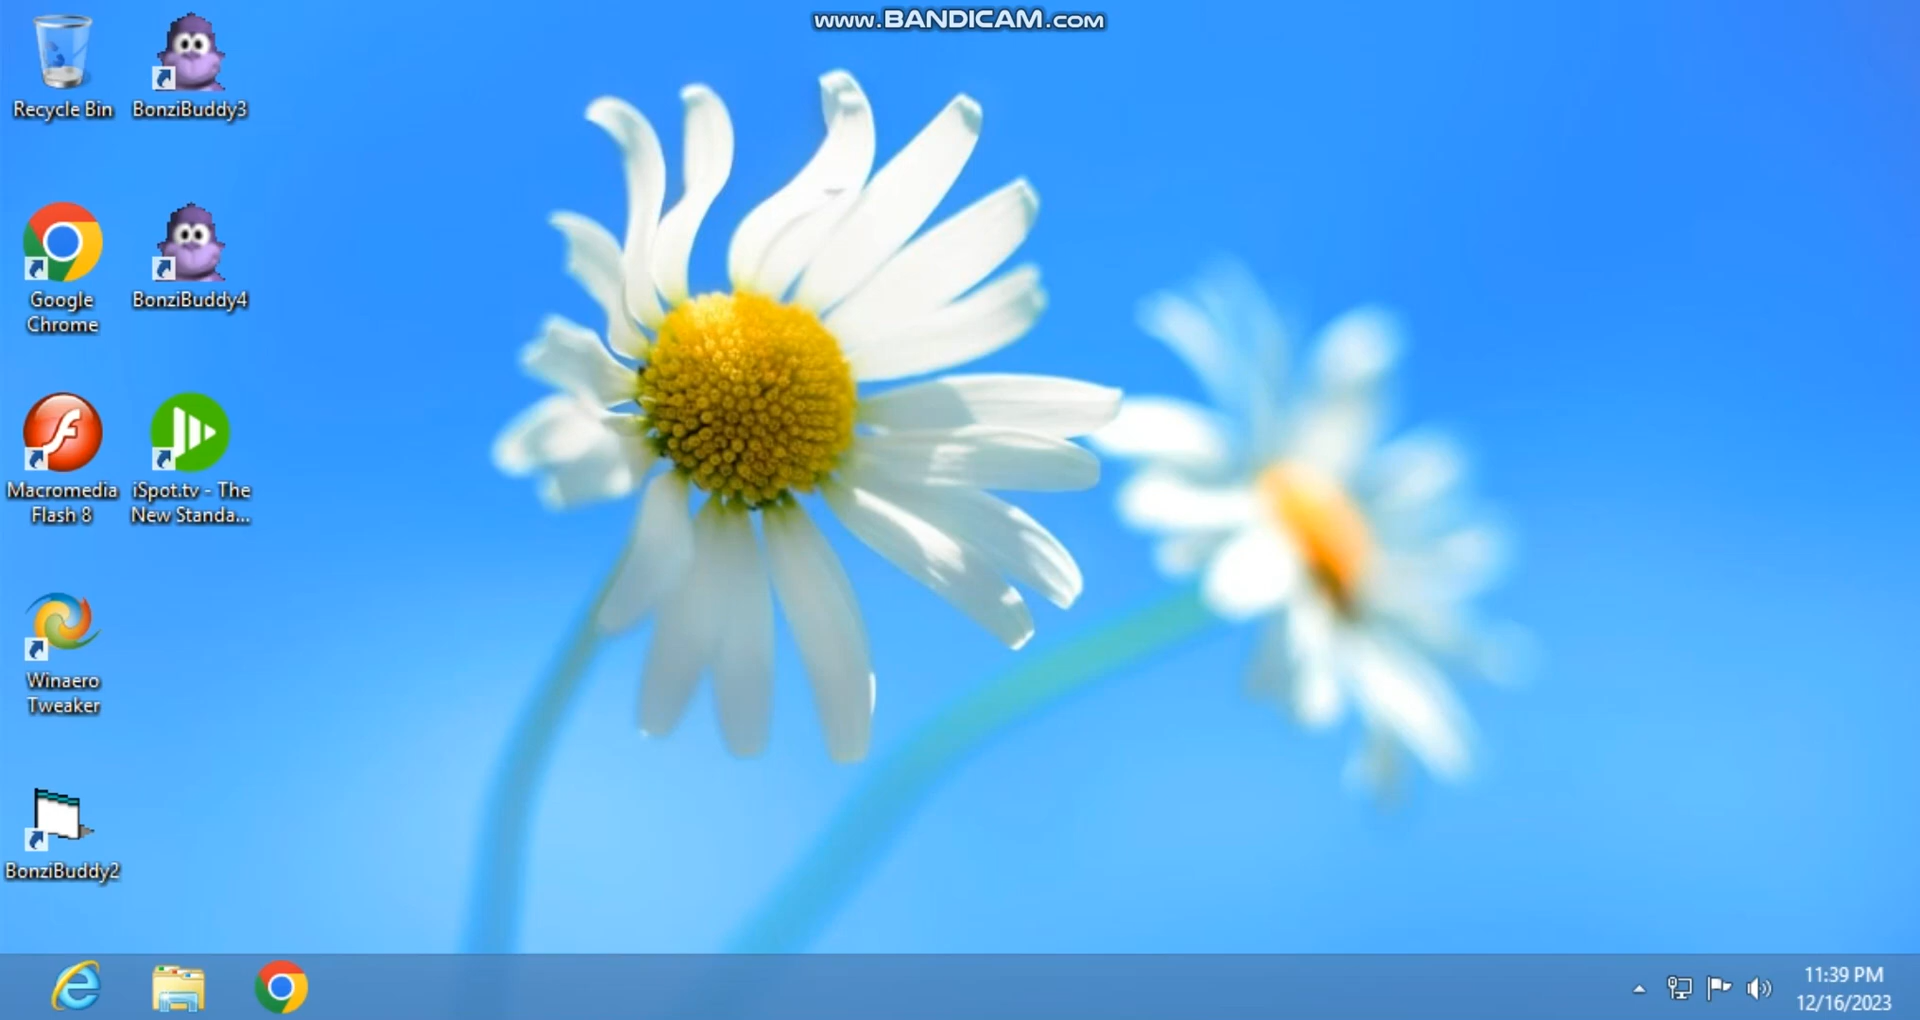 www.BANDICAM.com
Recycle Bin
BonziBuddy3
Google
Chrome
BonziBuddy4
Macromedia
Flash 8
iSpot.tv - The
New Standa...
Winaero
Tweaker
BonziBuddy2
11:39 PM
12/16/2023